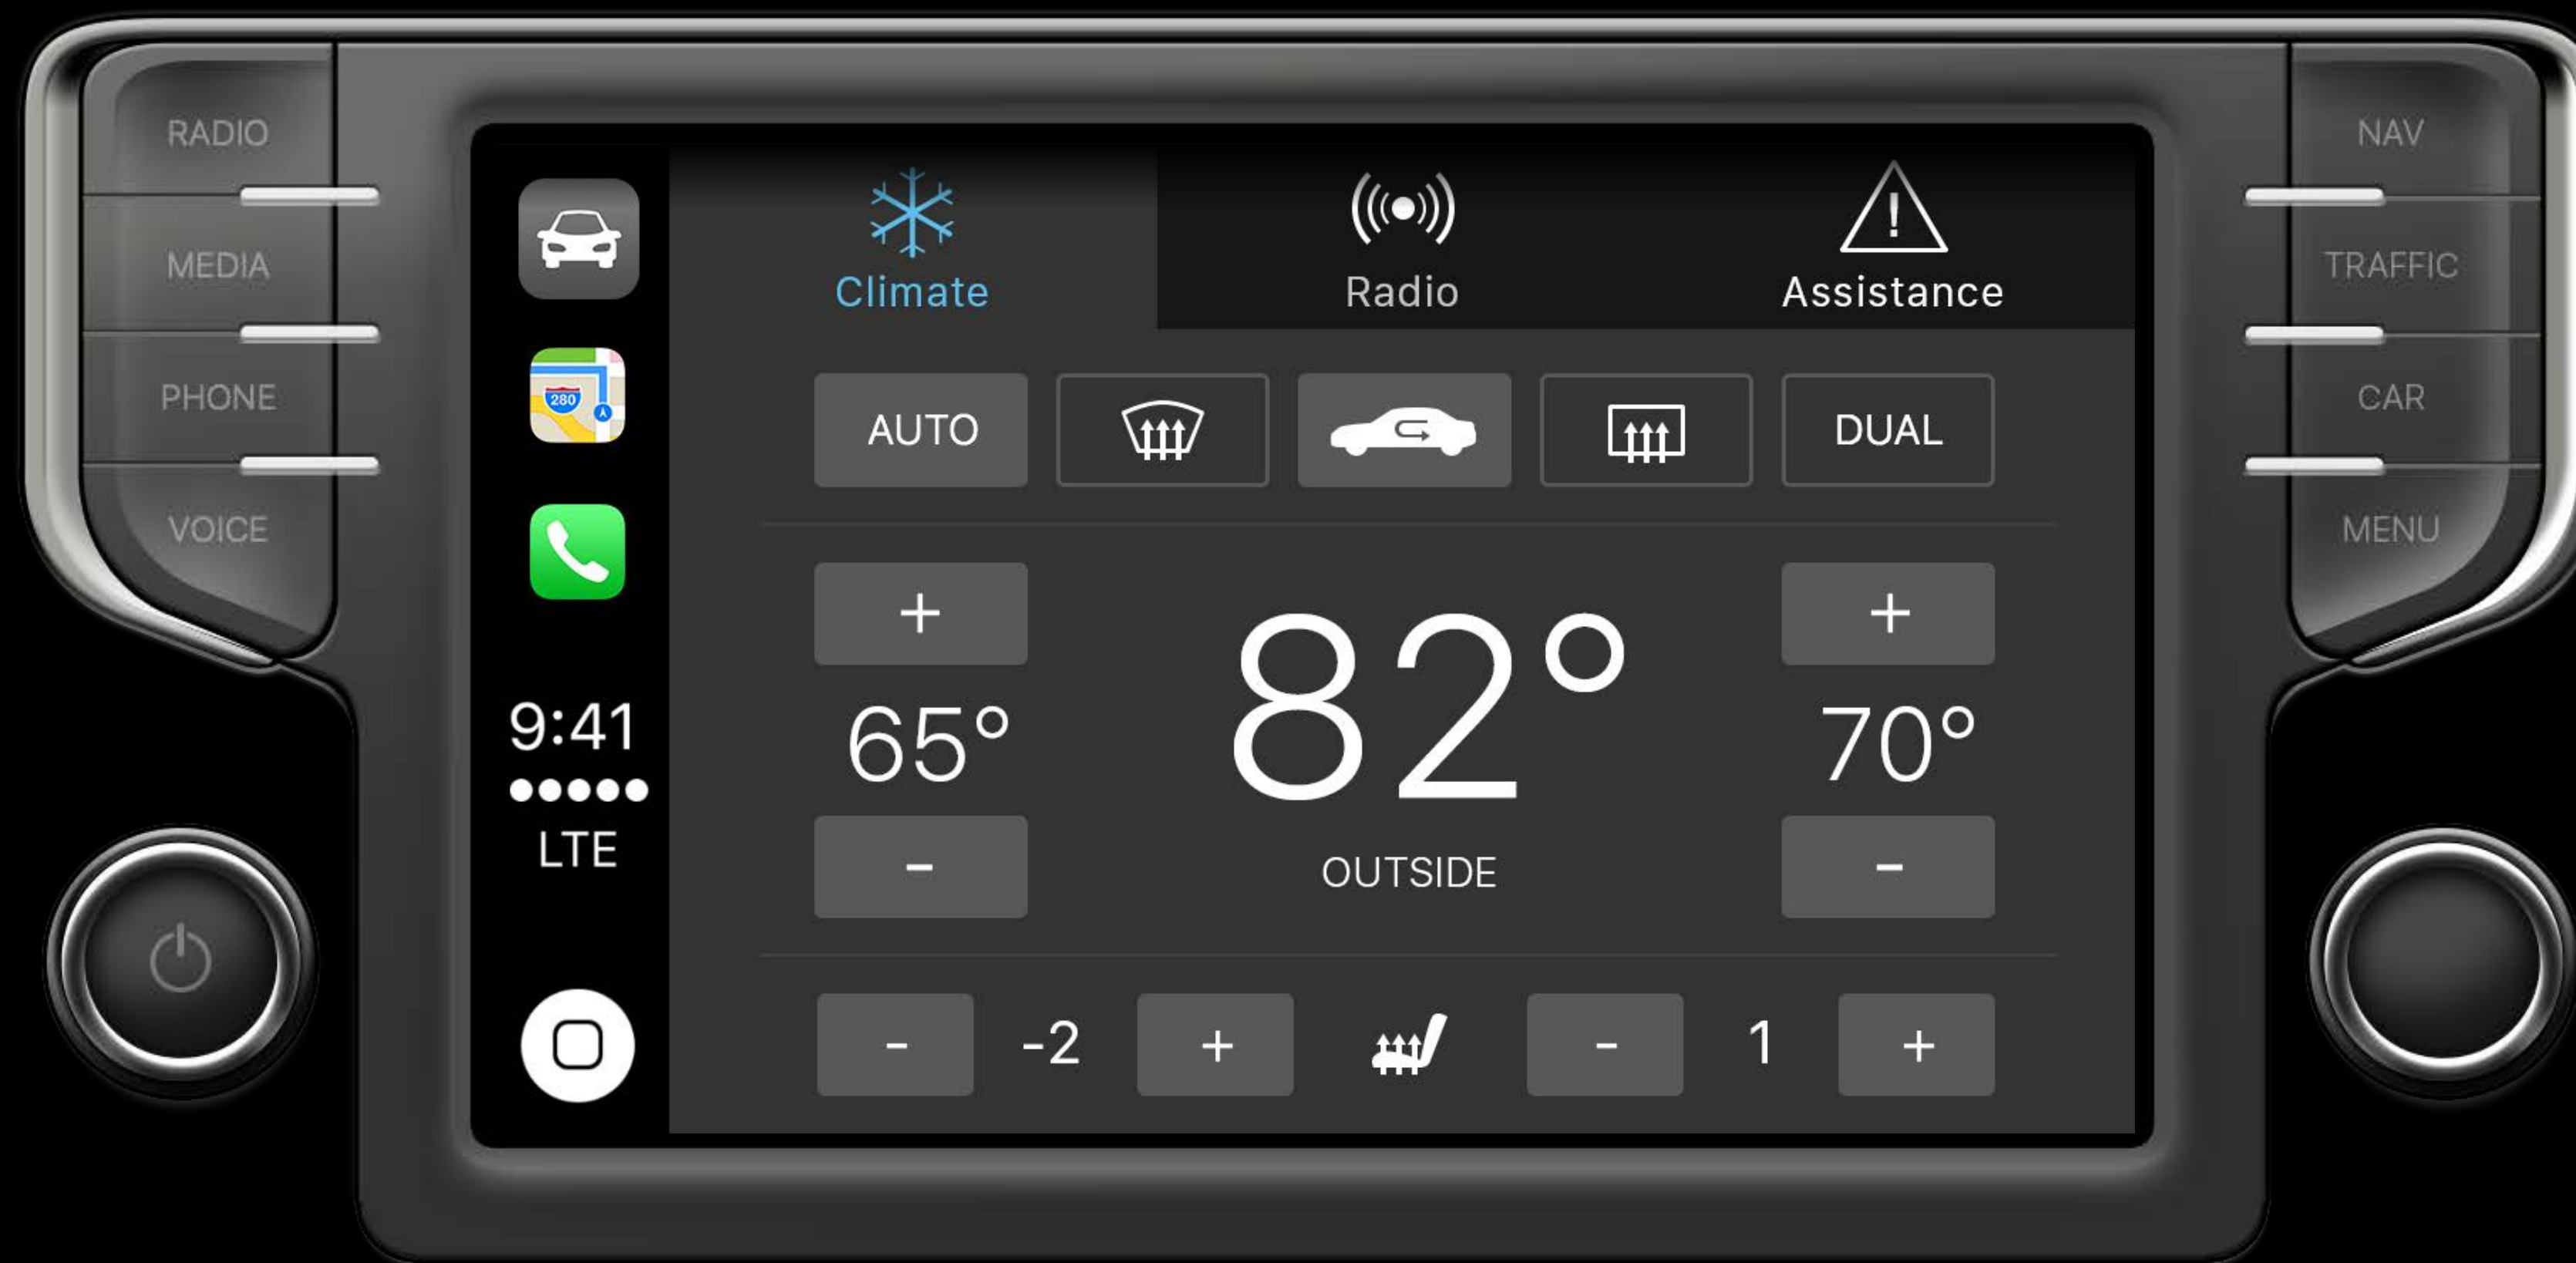 RADIO
MEDIA
PHONE
VOICE
280
9:41
LTE
Climate
Radio
Assistance
AUTO
DUAL
+
65°
-
82°
OUTSIDE
+
70°
-
- -2 +
- 1 +
NAV
TRAFFIC
CAR
MENU